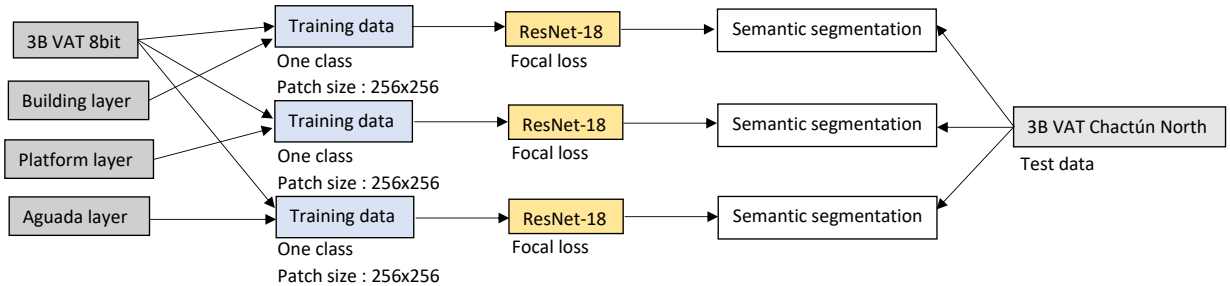 3B VAT 8bit
Building layer
Platform layer
Aguada layer
Training data
One class
Patch size : 256x256
Training data
One class
Patch size : 256x256
Training data
One class
Patch size : 256x256
ResNet-18
Focal loss
ResNet-18
Focal loss
ResNet-18
Focal loss
Semantic segmentation
Semantic segmentation
Semantic segmentation
3B VAT Chactún North
Test data